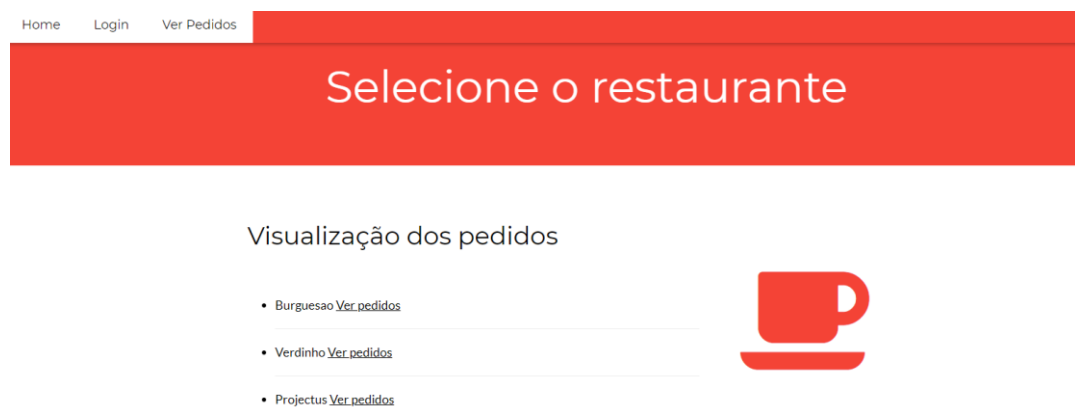 Home Login Ver Pedidos
Selecione o restaurante
Visualização dos pedidos
Burguesao Ver pedidos
Verdinho Ver pedidos
Projectus Ver pedidos